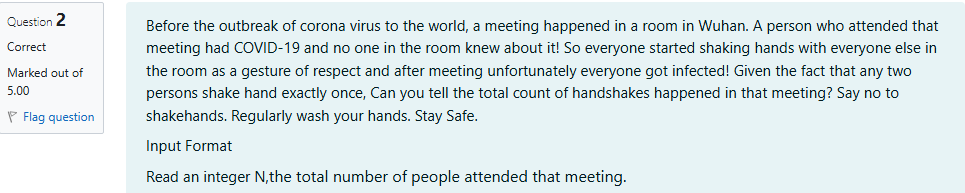 Question 2
Correct
Marked out of
5.00
Flag question
Before the outbreak of corona virus to the world, a meeting happened in a room in Wuhan. A person who attended that
meeting had COVID-19 and no one in the room knew about it! So everyone started shaking hands with everyone else in
the room as a gesture of respect and after meeting unfortunately everyone got infected! Given the fact that any two
persons shake hand exactly once, Can you tell the total count of handshakes happened in that meeting? Say no to
shakehands. Regularly wash your hands. Stay Safe.
Input Format
Read an integer N,the total number of people attended that meeting.